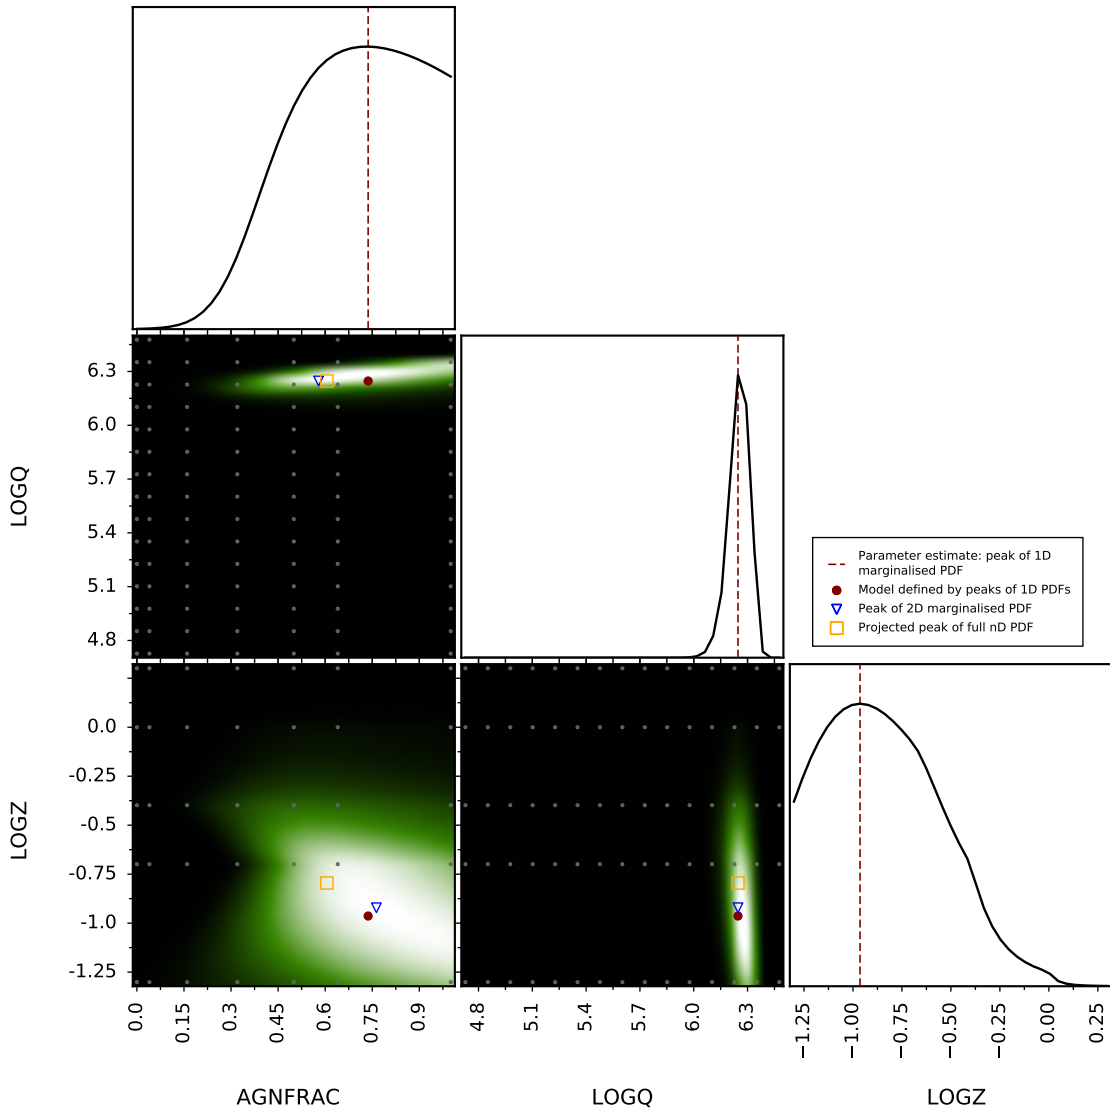 6.3
6.0
5.7
5.4
5.1
4.8
LOGQ
Parameter estimate: peak of 1D
marginalised PDF
Model defined by peaks of 1D PDFs
Peak of 2D marginalised PDF
Projected peak of full nD PDF
0.0
-0.25
-0.5
-0.75
-1.0
-1.25
LOGZ
0.0 0.15 0.3 0.45 0.6 0.75 0.9
4.8 5.1 5.4 5.7 6.0 6.3
−1.25 −1.00 −0.75 −0.50 −0.25 0.00 0.25
AGNFRAC LOGQ LOGZ